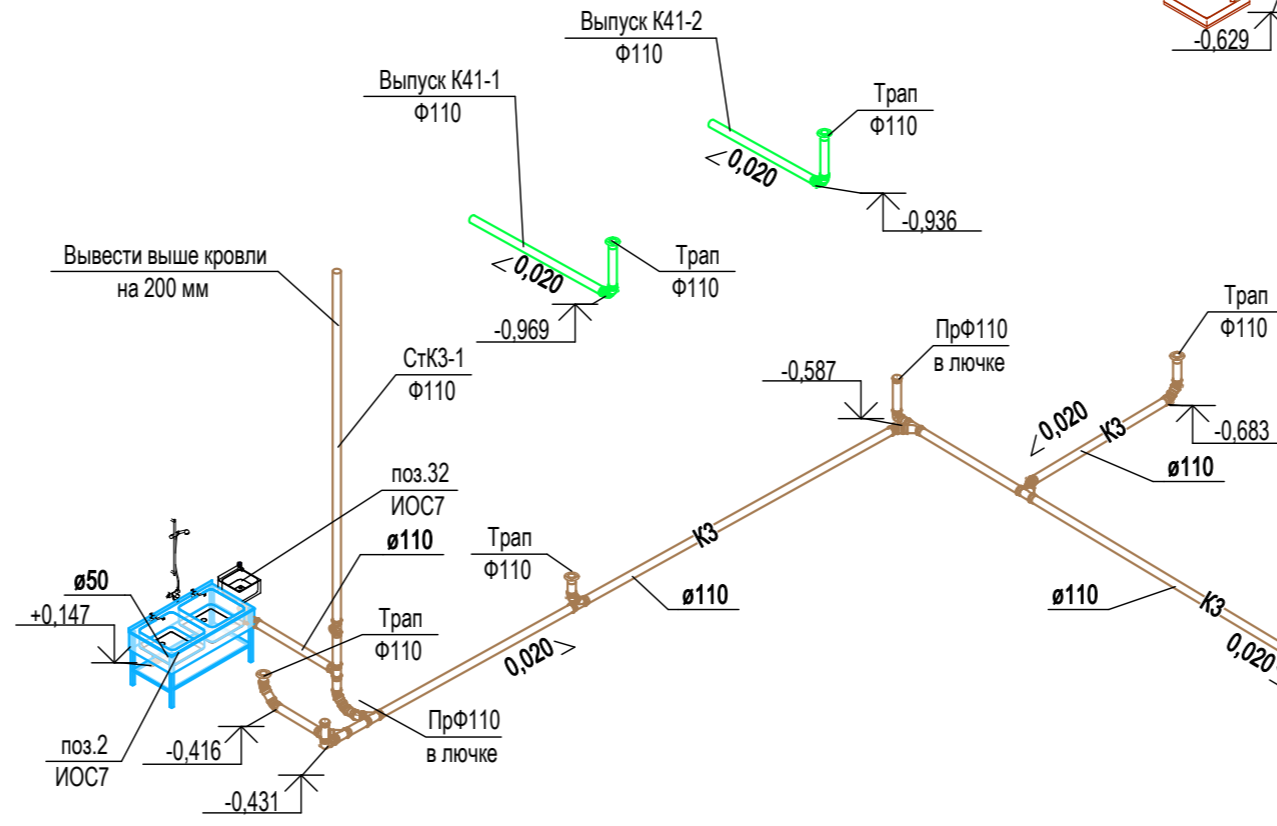 Выпуск К41-2
Ф110
-0,629
Выпуск К41-1
Ф110
Трап
Ф110
< 0,020
-0,936
Вывести выше кровли
на 200 мм
< 0,020
Трап
Ф110
-0,969
Трап
Ф110
СтК3-1
Ф110
ПрФ110
в лючке
-0,587
< 0,020
К3
-0,683
ø110
поз.32
ИОС7
ø110
К3
Трап
Ф110
ø50
+0,147
ø110
ø110
К3
Трап
Ф110
0,020 >
0,020
ПрФ110
в лючке
поз.2
ИОС7
-0,416
-0,431